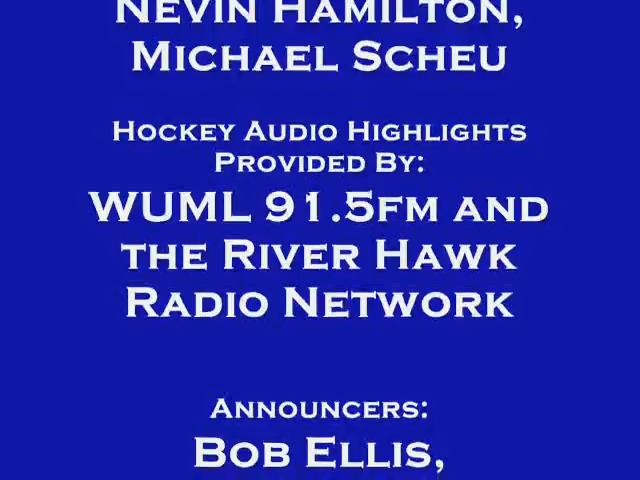 Nevin Hamilton,
Michael Scheu
Hockey Audio Highlights
Provided By:
WUML 91.5fm and
the River Hawk
Radio Network
Announcers:
Bob Ellis,